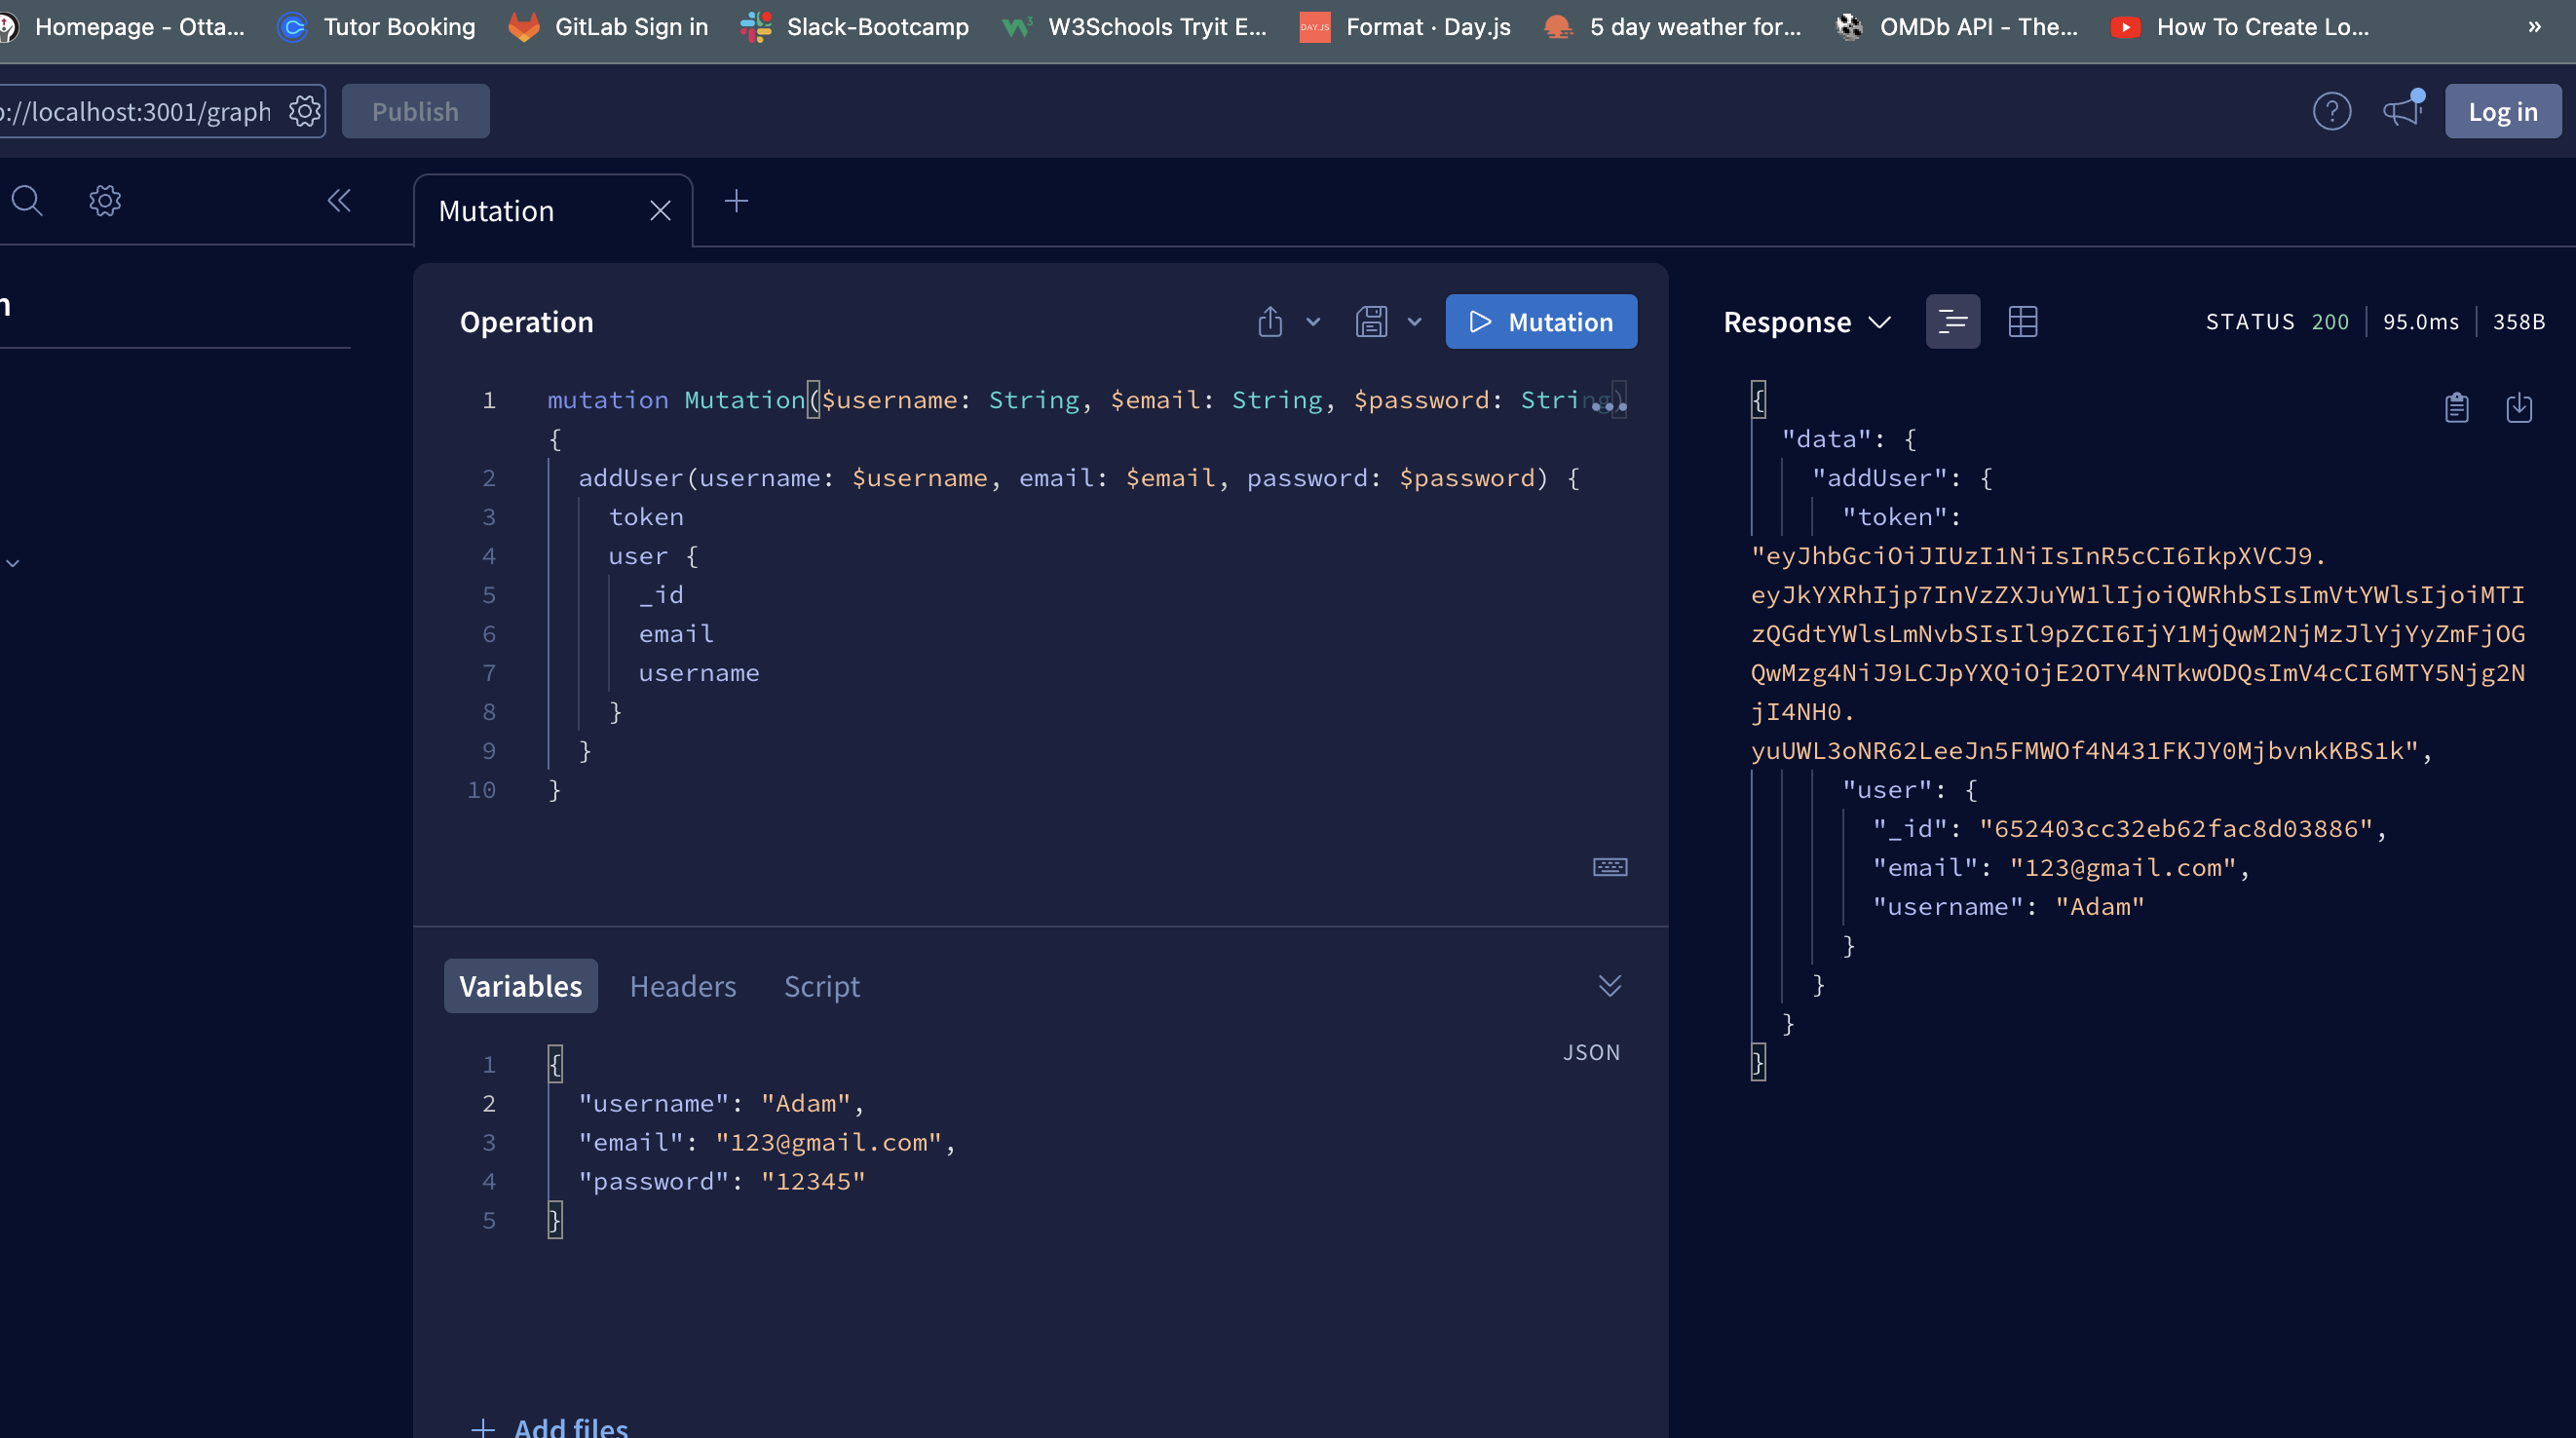 Homepage - Otta...
Tutor Booking
GitLab Sign in
Slack-Bootcamp
W3Schools Tryit E...
DAY.JS
Format · Day.js
5 day weather for...
OMDb API - The...
How To Create Lo...
»
://localhost:3001/graph
Publish
?
Log in
Mutation
n
Operation
Mutation
1 mutation Mutation($username: String, $email: String, $password: String)
{
2 addUser(username: $username, email: $email, password: $password) {
3 token
4 user {
5 _id
6 email
7 username
8 }
9 }
10 }
Variables
Headers
Script
JSON
1 {
2 "username": "Adam",
3 "email": "123@gmail.com",
4 "password": "12345"
5 }
+ Add files
Response
STATUS 200
95.0ms
358B
{
"data": {
"addUser": {
"token":
"eyJhbGciOiJIUzI1NiIsInR5cCI6IkpXVCJ9.
eyJkYXRhIjp7InVzZXJuYW1lIjoiQWRhbSIsImVtYWlsIjoiMTI
zQGdtYWlsLmNvbSIsIl9pZCI6IjY1MjQwM2NjMzJlYjYyZmFjOG
QwMzg4NiJ9LCJpYXQiOjE2OTY4NTkwODQsImV4cCI6MTY5Njg2N
jI4NH0.
yuUWL3oNR62LeeJn5FMWOf4N431FKJY0MjbvnkKBS1k",
"user": {
"_id": "652403cc32eb62fac8d03886",
"email": "123@gmail.com",
"username": "Adam"
}
}
}
}